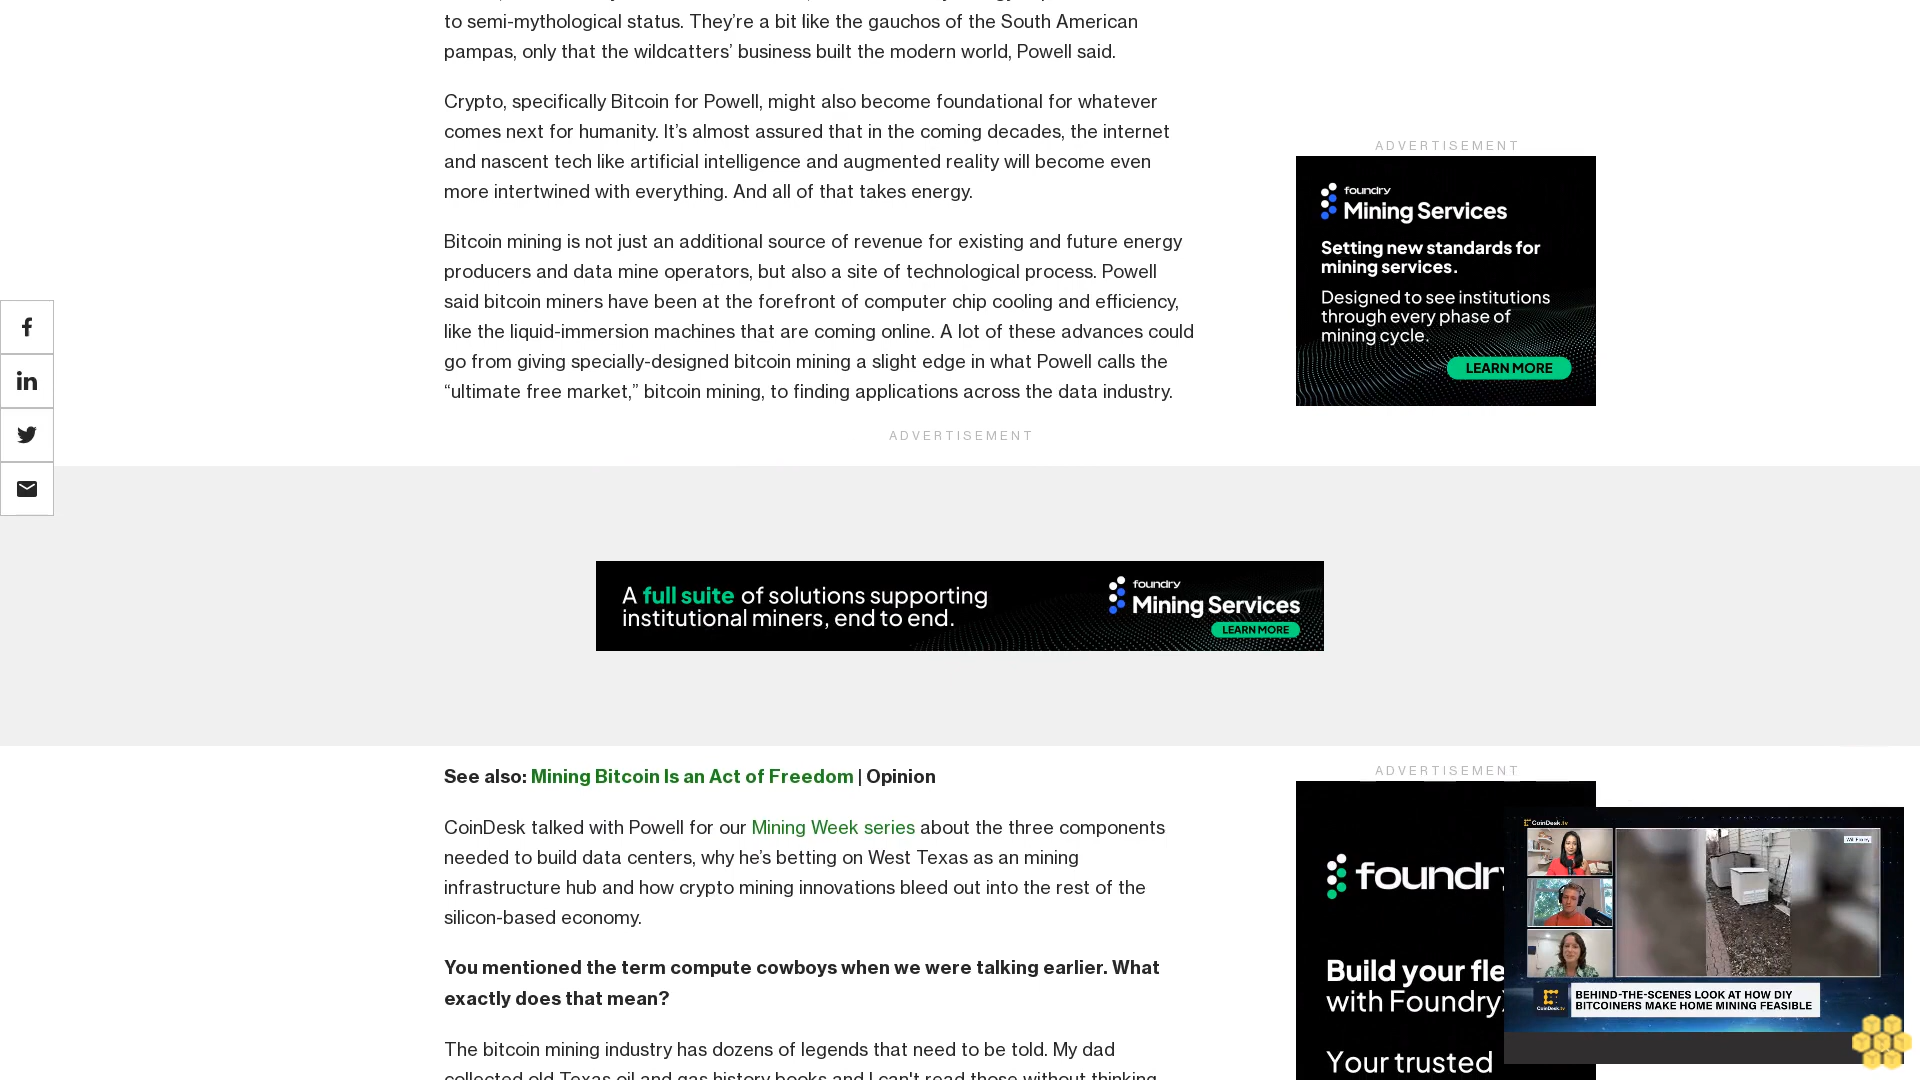 to semi-mythological status. They’re a bit like the gauchos of the South American
pampas, only that the wildcatters’ business built the modern world, Powell said.
Crypto, specifically Bitcoin for Powell, might also become foundational for whatever
comes next for humanity. It’s almost assured that in the coming decades, the internet
and nascent tech like artificial intelligence and augmented reality will become even
more intertwined with everything. And all of that takes energy.
Bitcoin mining is not just an additional source of revenue for existing and future energy
producers and data mine operators, but also a site of technological process. Powell
said bitcoin miners have been at the forefront of computer chip cooling and efficiency,
like the liquid-immersion machines that are coming online. A lot of these advances could
go from giving specially-designed bitcoin mining a slight edge in what Powell calls the
“ultimate free market,” bitcoin mining, to finding applications across the data industry.
ADVERTISEMENT
foundry
Mining Services
Setting new standards for
mining services.
Designed to see institutions
through every phase of
mining cycle.
LEARN MORE
ADVERTISEMENT
A full suite of solutions supporting
institutional miners, end to end.
foundry
Mining Services
LEARN MORE
See also: Mining Bitcoin Is an Act of Freedom | Opinion
CoinDesk talked with Powell for our Mining Week series about the three components
needed to build data centers, why he’s betting on West Texas as an mining
infrastructure hub and how crypto mining innovations bleed out into the rest of the
silicon-based economy.
You mentioned the term compute cowboys when we were talking earlier. What
exactly does that mean?
The bitcoin mining industry has dozens of legends that need to be told. My dad
collected old Texas oil and gas history books and I can't read those without thinking
ADVERTISEMENT
foundry
Build your fle
with Foundry
Your trusted
CoinDesk.tv
CoinDesk.tv
BEHIND-THE-SCENES LOOK AT HOW DIY
BITCOINERS MAKE HOME MINING FEASIBLE